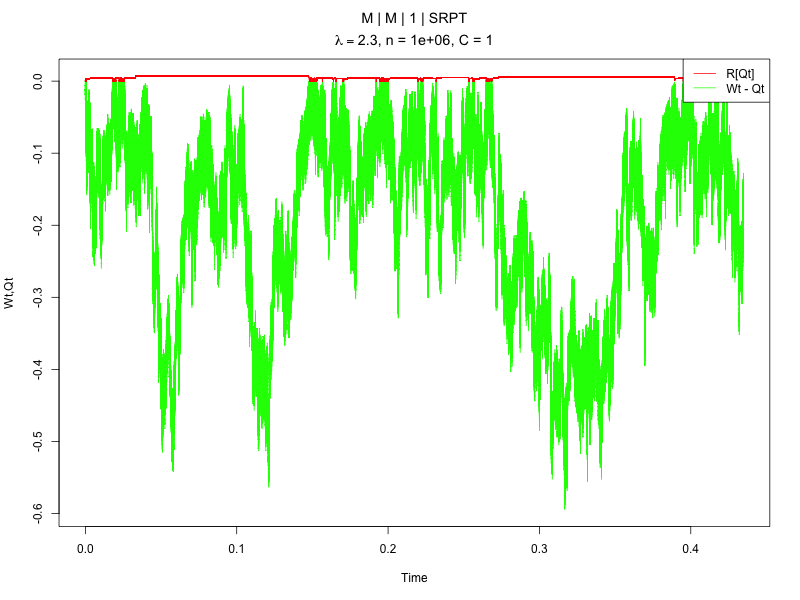 M | M | 1 | SRPT
λ = 2.3, n = 1e+06, C = 1
R[Qt]
Wt - Qt
Wt,Qt
0.0
-0.1
-0.2
-0.3
-0.4
-0.5
-0.6
0.0 0.1 0.2 0.3 0.4
Time